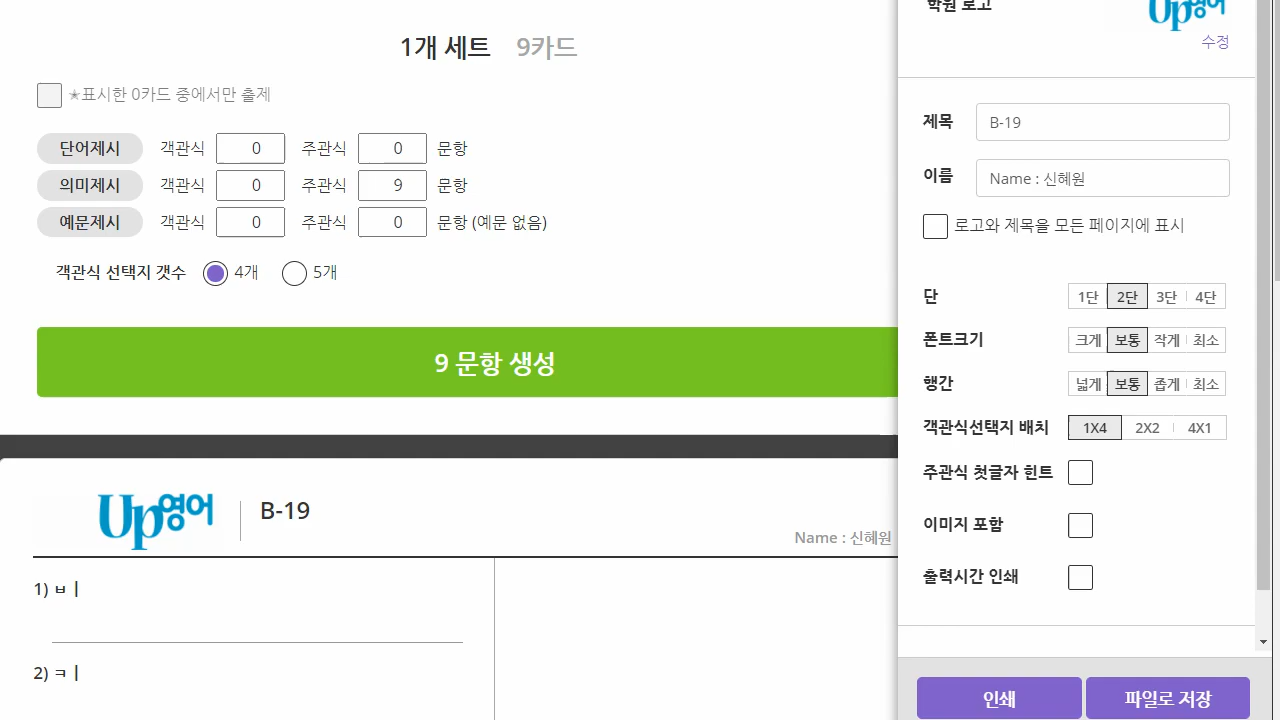 1개 세트 9카드
✭표시한 0카드 중에서만 출제
단어제시 객관식 0 주관식 0 문항
의미제시 객관식 0 주관식 9 문항
예문제시 객관식 0 주관식 0 문항 (예문 없음)
객관식 선택지 갯수 4개 5개
9 문항 생성
Up영어 B-19
Name : 신혜원
1) ㅂㅣ
2) ㅋㅣ
학원 로고 Up영어
수정
제목 B-19
이름 Name : 신혜원
로고와 제목을 모든 페이지에 표시
단 1단 2단 3단 4단
폰트크기 크게 보통 작게 최소
행간 넓게 보통 좁게 최소
객관식선택지 배치 1X4 2X2 4X1
주관식 첫글자 힌트
이미지 포함
출력시간 인쇄
인쇄 파일로 저장